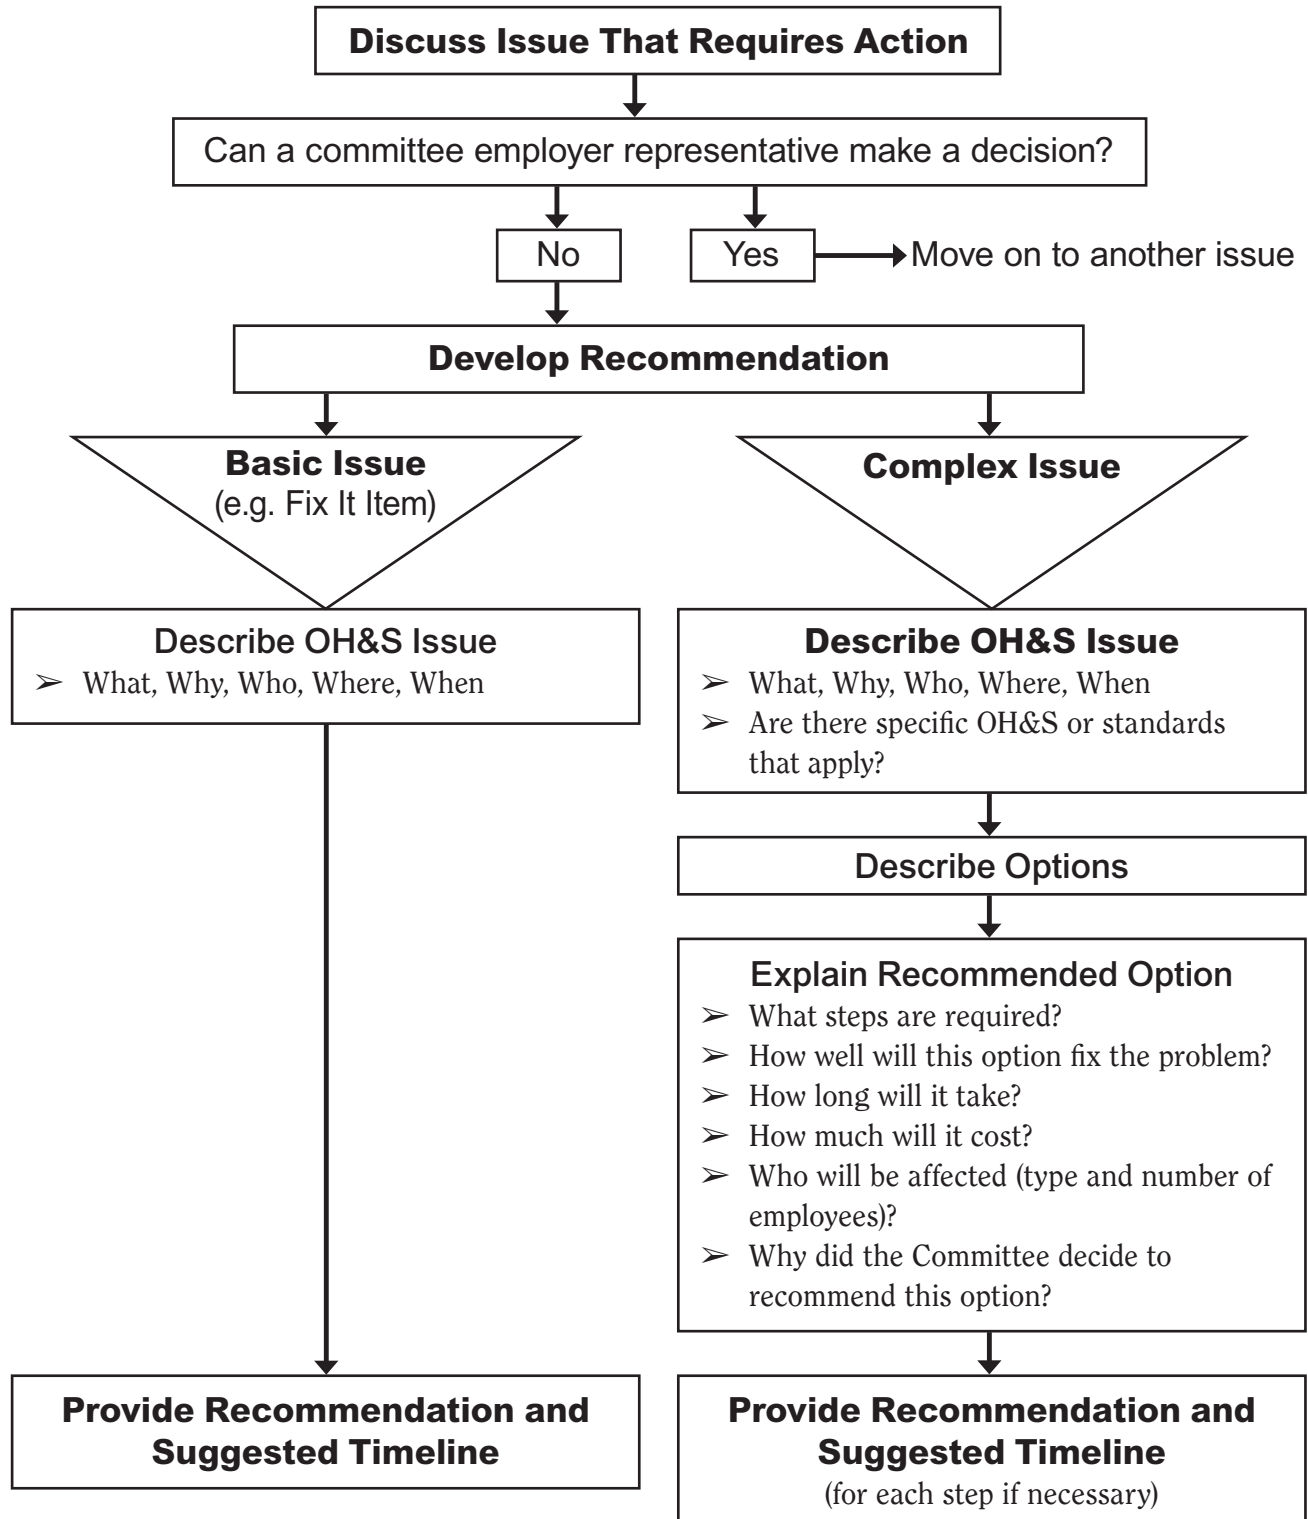 Discuss Issue That Requires Action
Can a committee employer representative make a decision?
No
Yes
Move on to another issue
Develop Recommendation
Basic Issue
(e.g. Fix It Item)
Describe OH&S Issue
➢ What, Why, Who, Where, When
Provide Recommendation and
Suggested Timeline
Complex Issue
Describe OH&S Issue
➢ What, Why, Who, Where, When
➢ Are there specific OH&S or standards
that apply?
Describe Options
Explain Recommended Option
➢ What steps are required?
➢ How well will this option fix the problem?
➢ How long will it take?
➢ How much will it cost?
➢ Who will be affected (type and number of
employees)?
➢ Why did the Committee decide to
recommend this option?
Provide Recommendation and
Suggested Timeline
(for each step if necessary)